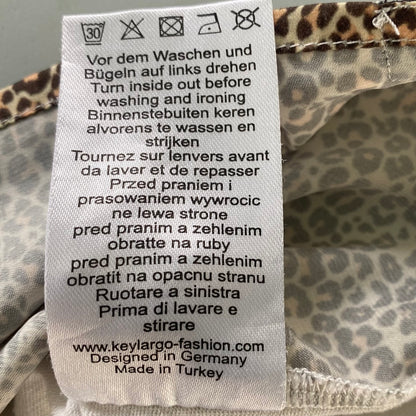 30
Vor dem Waschen und
Bügeln auf links drehen
Turn inside out before
washing and ironing
Binnenstebuiten keren
alvorens te wassen en
strijken
Tournez sur lenvers avant
da laver et de repasser
Przed praniem i
prasowaniem wywrocic
ne lewa strone
pred pranim a zehlenim
obratte na ruby
pred pranim a zehlenim
obratit na opacnu stranu
Ruotare a sinistra
Prima di lavare e
stirare
www.keylargo-fashion.com
Designed in Germany
Made in Turkey